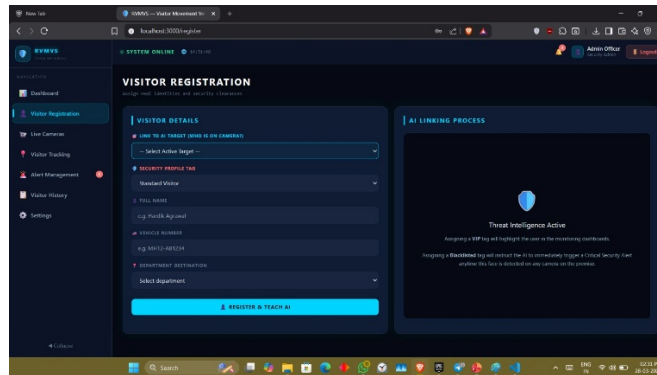 New Tab
RVMVS — Visitor Movement Ve
localhost:3000/register
RVMVS
SYSTEM ONLINE
Admin Officer
Logout
Dashboard
Visitor Registration
Live Cameras
Visitor Tracking
Alert Management
Visitor History
Settings
Collapse
VISITOR REGISTRATION
Assign real identities and security clearances.
VISITOR DETAILS
LINK TO AI TARGET (WHO IS ON CAMERA?)
-- Select Active Target --
SECURITY PROFILE TAG
Standard Visitor
FULL NAME
e.g. Hardik Agrawal
VEHICLE NUMBER
e.g. MH12-AB1234
DEPARTMENT DESTINATION
Select department
REGISTER & TEACH AI
AI LINKING PROCESS
Threat Intelligence Active
Assigning a VIP tag will highlight the user in the monitoring dashboards.
Assigning a Blacklisted tag will instruct the AI to immediately trigger a Critical Security Alert
anytime this face is detected on any camera on the premise.
Search
ENG
IN